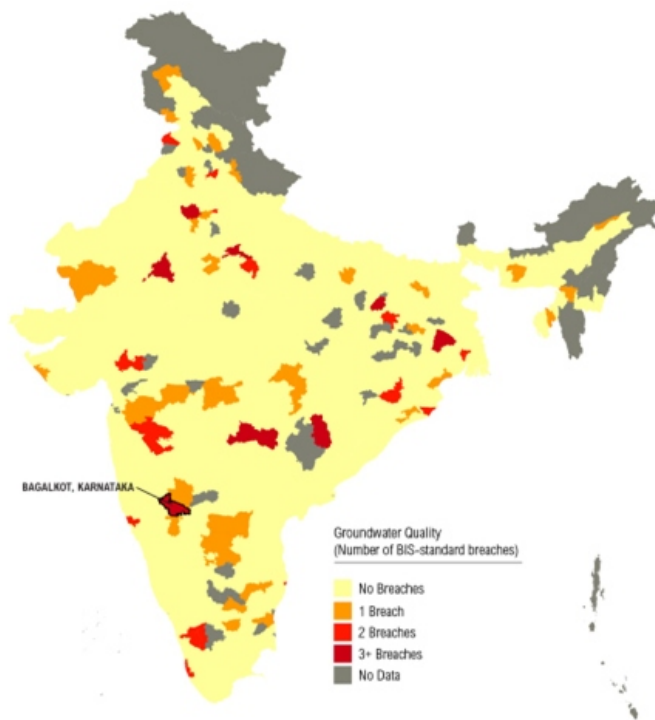 BAGALKOT, KARNATAKA
Groundwater Quality
(Number of BIS-standard breaches)
No Breaches
1 Breach
2 Breaches
3+ Breaches
No Data